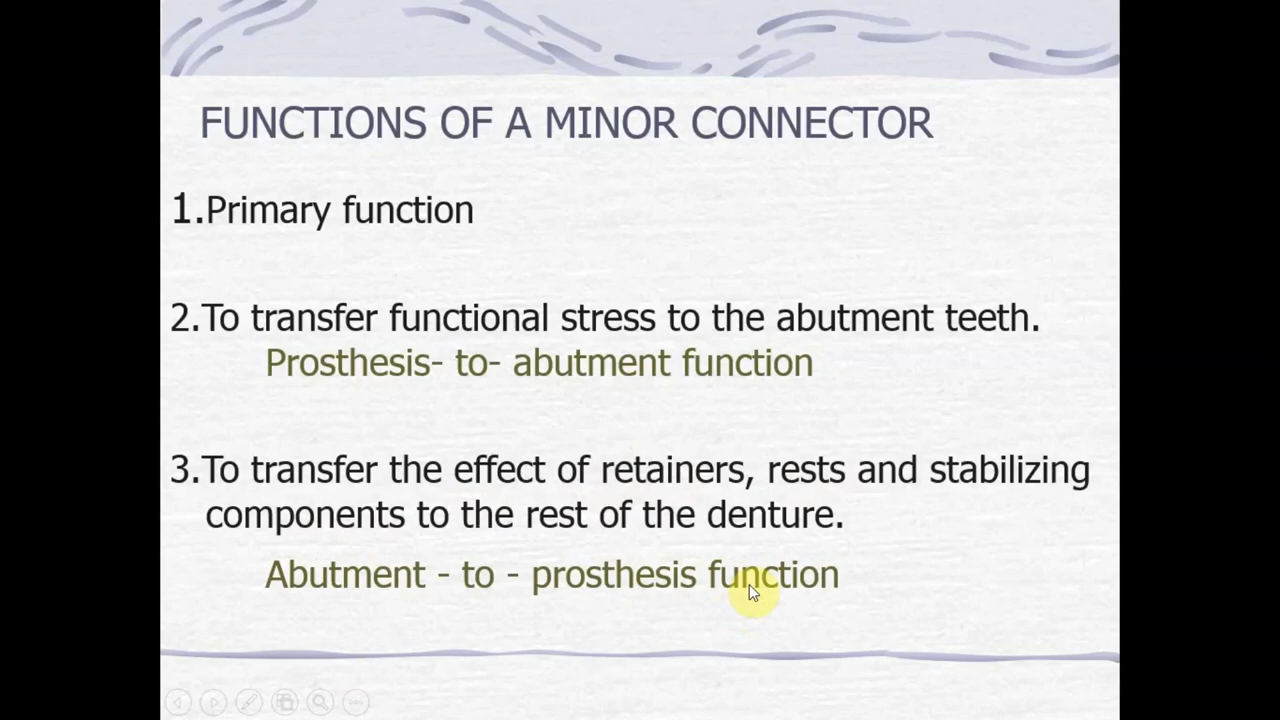 FUNCTIONS OF A MINOR CONNECTOR
1.Primary function
2.To transfer functional stress to the abutment teeth.
Prosthesis- to- abutment function
3.To transfer the effect of retainers, rests and stabilizing
components to the rest of the denture.
Abutment - to - prosthesis function